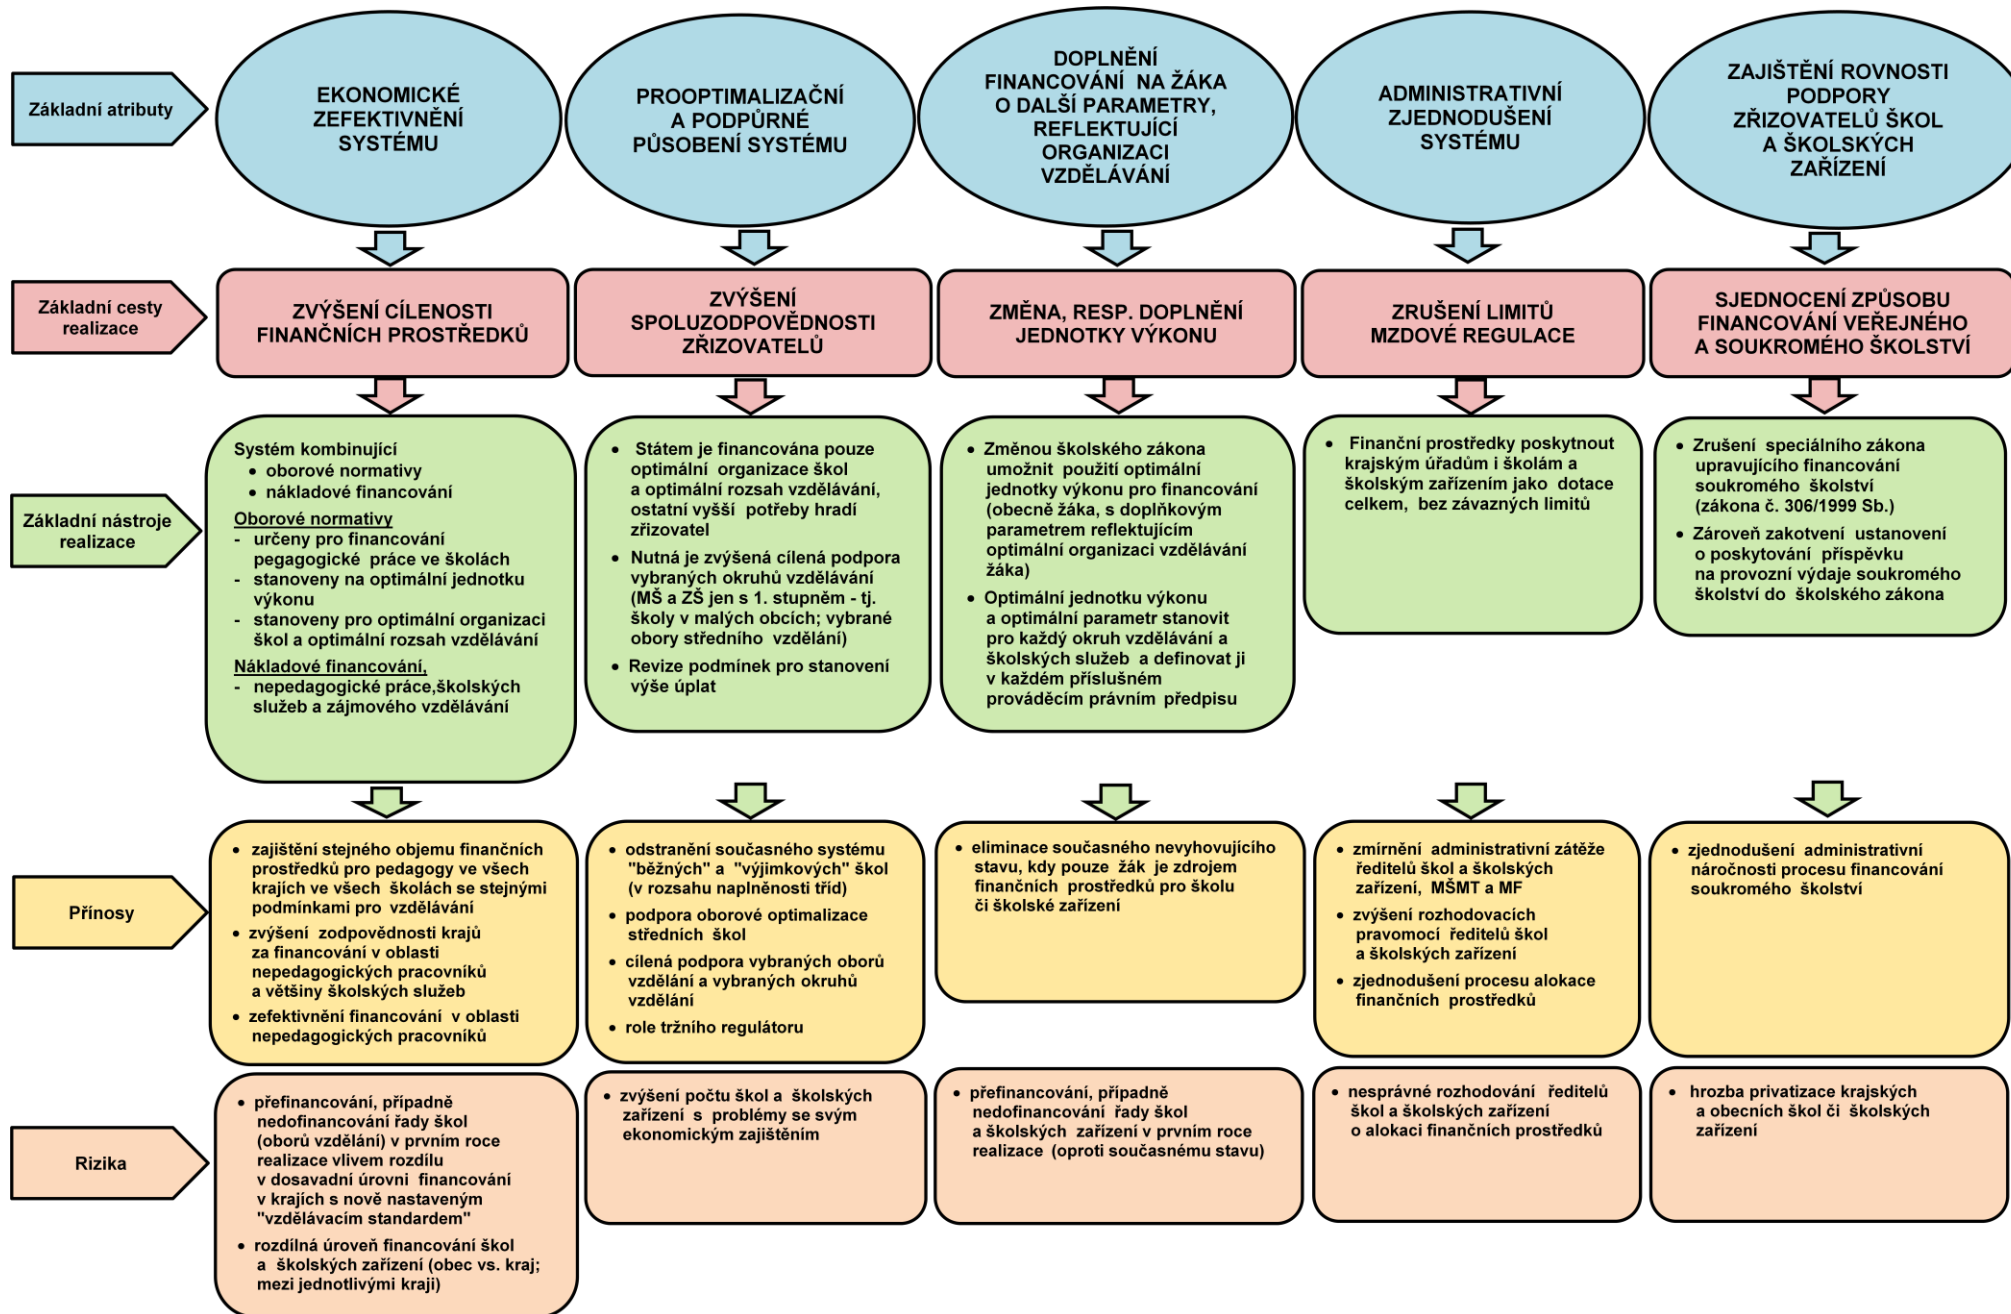 Základní atributy
EKONOMICKÉ
ZEFEKTIVNĚNÍ
SYSTÉMU
PROOPTIMALIZAČNÍ
A PODPŮRNÉ
PŮSOBENÍ SYSTÉMU
DOPLNĚNÍ
FINANCOVÁNÍ NA ŽÁKA
O DALŠÍ PARAMETRY,
REFLEKTUJÍCÍ
ORGANIZACI
VZDĚLÁVÁNÍ
ADMINISTRATIVNÍ
ZJEDNODUŠENÍ
SYSTÉMU
ZAJIŠTĚNÍ ROVNOSTI
PODPORY
ZŘIZOVATELŮ ŠKOL
A ŠKOLSKÝCH
ZAŘÍZENÍ
Základní cesty
realizace
ZVÝŠENÍ CÍLENOSTI
FINANČNÍCH PROSTŘEDKŮ
ZVÝŠENÍ
SPOLUZODPOVĚDNOSTI
ZŘIZOVATELŮ
ZMĚNA, RESP. DOPLNĚNÍ
JEDNOTKY VÝKONU
ZRUŠENÍ LIMITŮ
MZDOVÉ REGULACE
SJEDNOCENÍ ZPŮSOBU
FINANCOVÁNÍ VEŘEJNÉHO
A SOUKROMÉHO ŠKOLSTVÍ
Základní nástroje
realizace
Systém kombinující
• oborové normativy
• nákladové financování
Oborové normativy
- určeny pro financování
pegagogické práce ve školách
- stanoveny na optimální jednotku
výkonu
- stanoveny pro optimální organizaci
škol a optimální rozsah vzdělávání
Nákladové financování,
- nepedagogické práce,školských
služeb a zájmového vzdělávání
• Státem je financována pouze
optimální organizace škol
a optimální rozsah vzdělávání,
ostatní vyšší potřeby hradí
zřizovatel
• Nutná je zvýšená cílená podpora
vybraných okruhů vzdělávání
(MŠ a ZŠ jen s 1. stupněm - tj.
školy v malých obcích; vybrané
obory středního vzdělání)
• Revize podmínek pro stanovení
výše úplat
• Změnou školského zákona
umožnit použití optimální
jednotky výkonu pro financování
(obecně žáka, s doplňkovým
parametrem reflektujícím
optimální organizaci vzdělávání
žáka)
• Optimální jednotku výkonu
a optimální parametr stanovit
pro každý okruh vzdělávání a
školských služeb a definovat ji
v každém příslušném
prováděcím právním předpisu
• Finanční prostředky poskytnout
krajským úřadům i školám a
školským zařízením jako dotace
celkem, bez závazných limitů
• Zrušení speciálního zákona
upravujícího financování
soukromého školství
(zákona č. 306/1999 Sb.)
• Zároveň zakotvení ustanovení
o poskytování příspěvku
na provozní výdaje soukromého
školství do školského zákona
Přínosy
• zajištění stejného objemu finančních
prostředků pro pedagogy ve všech
krajích ve všech školách se stejnými
podmínkami pro vzdělávání
• zvýšení zodpovědnosti krajů
za financování v oblasti
nepedagogických pracovníků
a většiny školských služeb
• zefektivnění financování v oblasti
nepedagogických pracovníků
• odstranění současného systému
"běžných" a "výjimkových" škol
(v rozsahu naplněnosti tříd)
• podpora oborové optimalizace
středních škol
• cílená podpora vybraných oborů
vzdělání a vybraných okruhů
vzdělání
• role tržního regulátoru
• eliminace současného nevyhovujícího
stavu, kdy pouze žák je zdrojem
finančních prostředků pro školu
či školské zařízení
• zmírnění administrativní zátěže
ředitelů škol a školských
zařízení, MŠMT a MF
• zvýšení rozhodovacích
pravomocí ředitelů škol
a školských zařízení
• zjednodušení procesu alokace
finančních prostředků
• zjednodušení administrativní
náročnosti procesu financování
soukromého školství
Rizika
• přefinancování, případně
nedofinancování řady škol
(oborů vzdělání) v prvním roce
realizace vlivem rozdílu
v dosavadní úrovni financování
v krajích s nově nastaveným
"vzdělávacím standardem"
• rozdílná úroveň financování škol
a školských zařízení (obec vs. kraj;
mezi jednotlivými kraji)
• zvýšení počtu škol a školských
zařízení s problémy se svým
ekonomickým zajištěním
• přefinancování, případně
nedofinancování řady škol
a školských zařízení v prvním roce
realizace (oproti současnému stavu)
• nesprávné rozhodování ředitelů
škol a školských zařízení
o alokaci finančních prostředků
• hrozba privatizace krajských
a obecních škol či školských
zařízení